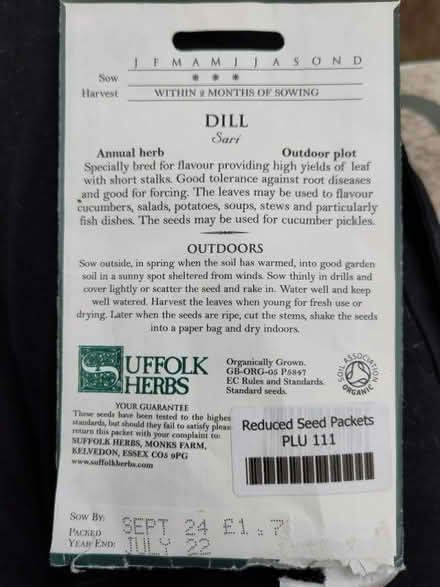 J F M A M J J A S O N D
Sow * * *
Harvest WITHIN 2 MONTHS OF SOWING
DILL
Sari
Annual herb Outdoor plot
Specially bred for flavour providing high yields of leaf
with short stalks. Good tolerance against root diseases
and good for forcing. The leaves may be used to flavour
cucumbers, salads, potatoes, soups, stews and particularly
fish dishes. The seeds may be used for cucumber pickles.
OUTDOORS
Sow outside, in spring when the soil has warmed, into good garden
soil in a sunny spot sheltered from winds. Sow thinly in drills and
cover lightly or scatter the seed and rake in. Water well and keep
well watered. Harvest the leaves when young for fresh use or
drying. Later when the seeds are ripe, cut the stems, shake the seeds
into a paper bag and dry indoors.
SUFFOLK
HERBS
Organically Grown.
GB-ORG-05 P5847
EC Rules and Standards.
Standard seeds.
SOIL ASSOCIATION
ORGANIC
YOUR GUARANTEE
These seeds have been tested to the highest
standards, but should they fail to satisfy please
return this packet with your complaint to:
SUFFOLK HERBS, MONKS FARM,
KELVEDON, ESSEX CO5 9PG
www.suffolkherbs.com
Reduced Seed Packets
PLU 111
SOW BY: SEPT 24 £1.7
PACKED
YEAR END: JULY 22